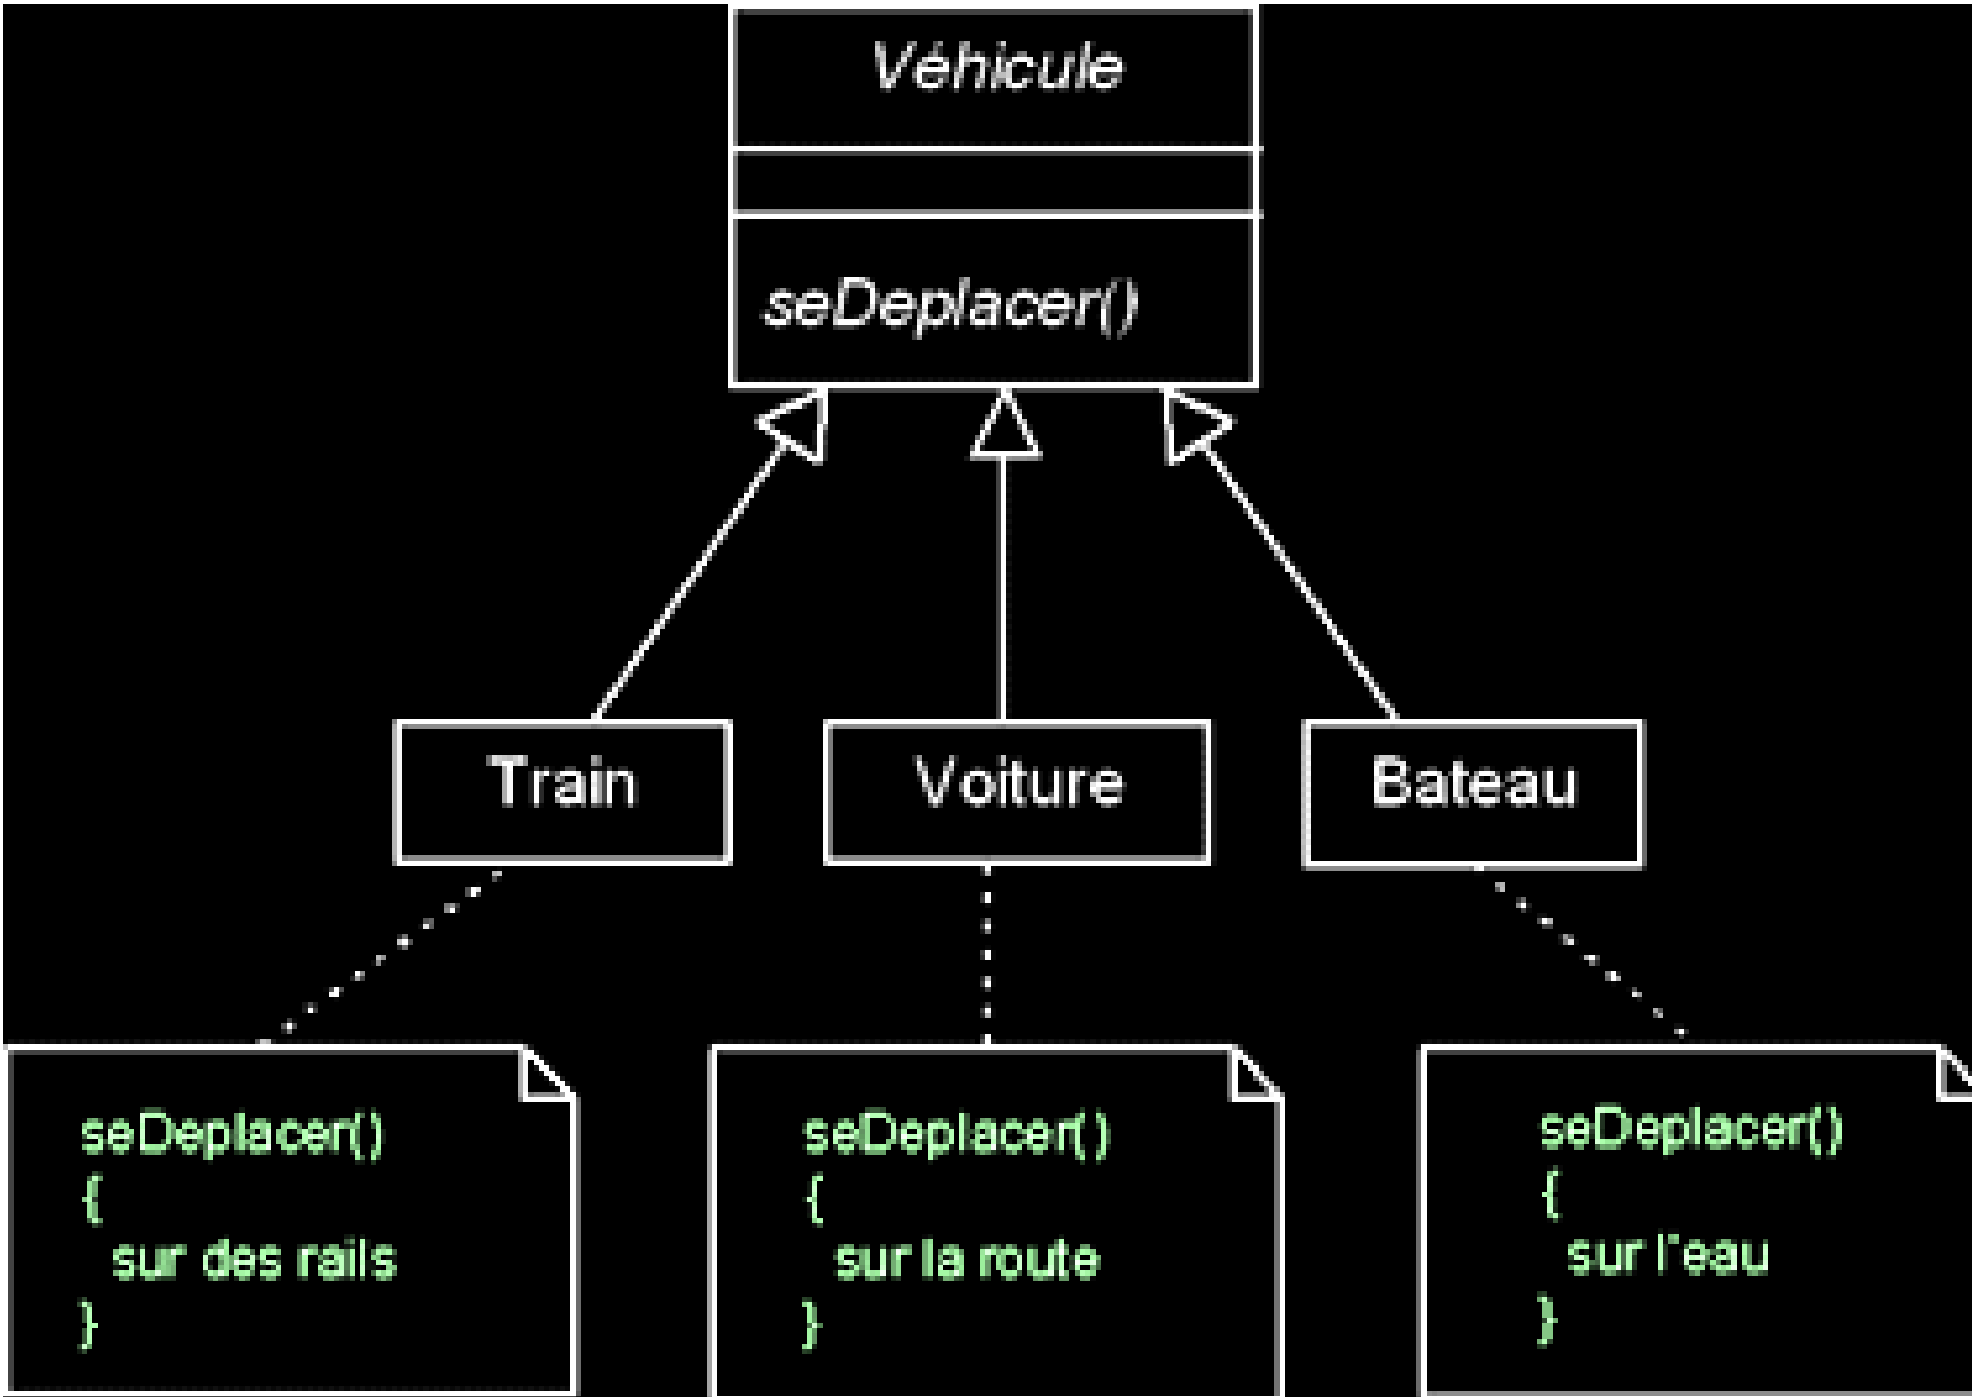 Véhicule
seDeplacer()
Train
Voiture
Bateau
seDeplacer()
{
sur des rails
}
seDeplacer()
{
sur la route
}
seDeplacer()
{
sur l'eau
}